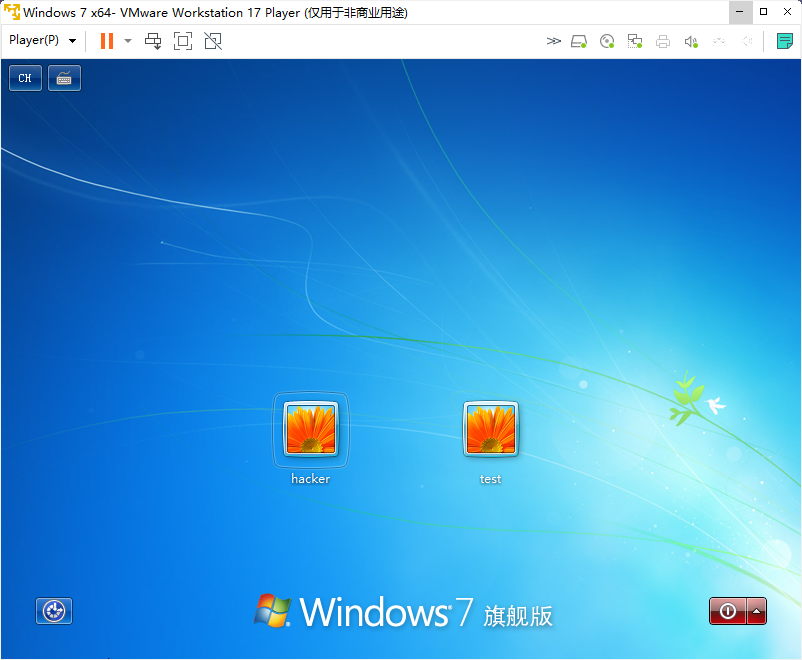 Windows 7 x64- VMware Workstation 17 Player (仅用于非商业用途)
Player(P)
CH
hacker
test
Windows 7 旗舰版